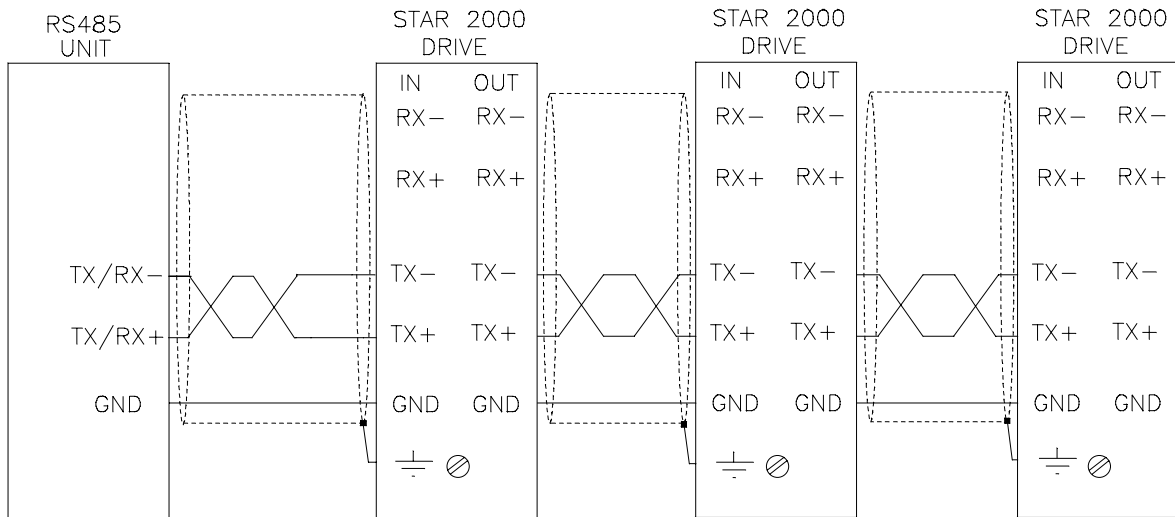 RS485
UNIT
STAR 2000
DRIVE
STAR 2000
DRIVE
STAR 2000
DRIVE
IN OUT IN OUT IN OUT
RX− RX− RX− RX− RX− RX−
RX+ RX+ RX+ RX+ RX+ RX+
TX/RX− TX− TX− TX− TX− TX− TX−
TX/RX+ TX+ TX+ TX+ TX+ TX+ TX+
GND GND GND GND GND GND GND